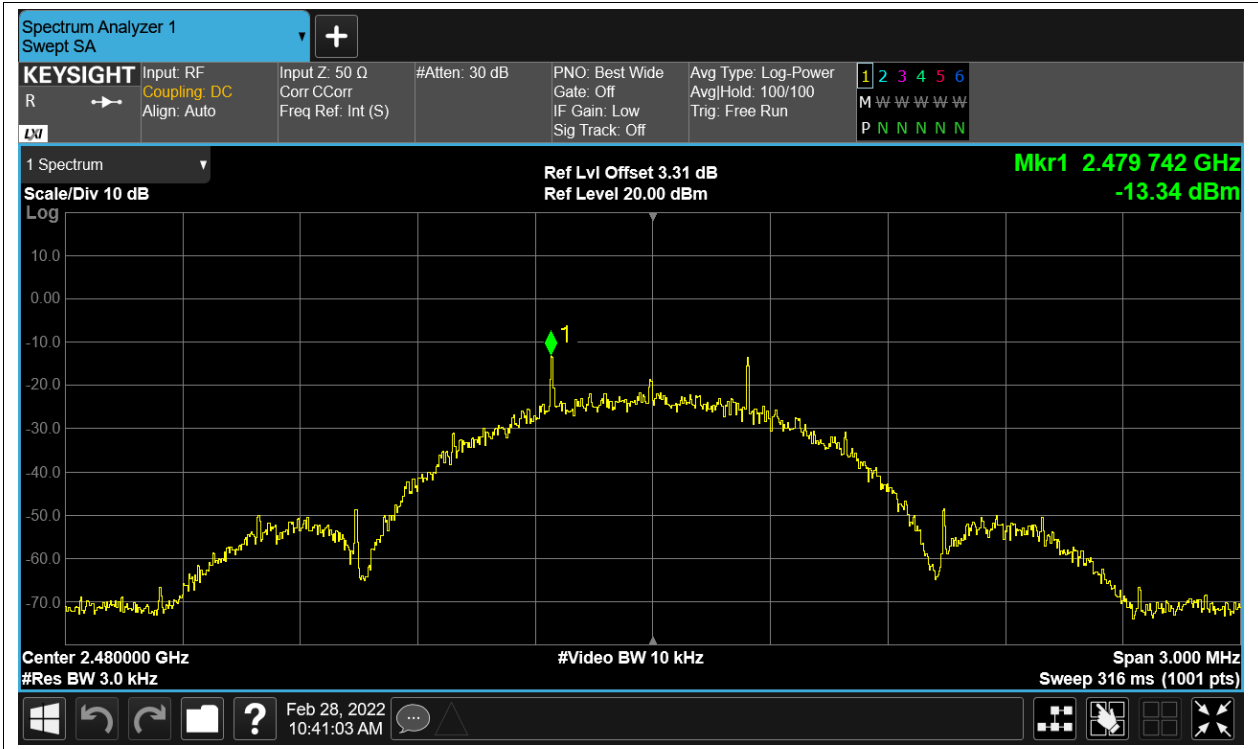 Spectrum Analyzer 1
Swept SA
KEYSIGHT
R
LXI
Input: RF
Coupling: DC
Align: Auto
Input Z: 50 Ω
Corr CCorr
Freq Ref: Int (S)
#Atten: 30 dB
PNO: Best Wide
Gate: Off
IF Gain: Low
Sig Track: Off
Avg Type: Log-Power
Avg|Hold: 100/100
Trig: Free Run
1 2 3 4 5 6
M W W W W W
P N N N N N
1 Spectrum
Scale/Div 10 dB
Log
Ref Lvl Offset 3.31 dB
Ref Level 20.00 dBm
Mkr1 2.479 742 GHz
-13.34 dBm
10.0
0.00
-10.0
-20.0
-30.0
-40.0
-50.0
-60.0
-70.0
1
Center 2.480000 GHz
#Res BW 3.0 kHz
#Video BW 10 kHz
Span 3.000 MHz
Sweep 316 ms (1001 pts)
?
Feb 28, 2022
10:41:03 AM